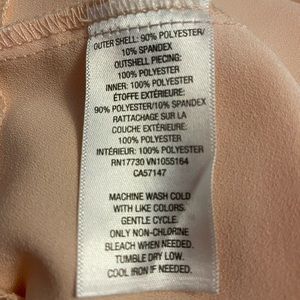 OUTER SHELL: 90% POLYESTER/
10% SPANDEX
OUTSHELL PIECING:
100% POLYESTER
INNER: 100% POLYESTER
ÉTOFFE EXTÉRIEURE:
90% POLYESTER/10% SPANDEX
RATTACHAGE SUR LA
COUCHE EXTÉRIEURE:
100% POLYESTER
INTÉRIEUR: 100% POLYESTER
RN17730 VN1055164
CA57147
MACHINE WASH COLD
WITH LIKE COLORS.
GENTLE CYCLE.
ONLY NON-CHLORINE
BLEACH WHEN NEEDED.
TUMBLE DRY LOW.
COOL IRON IF NEEDED.